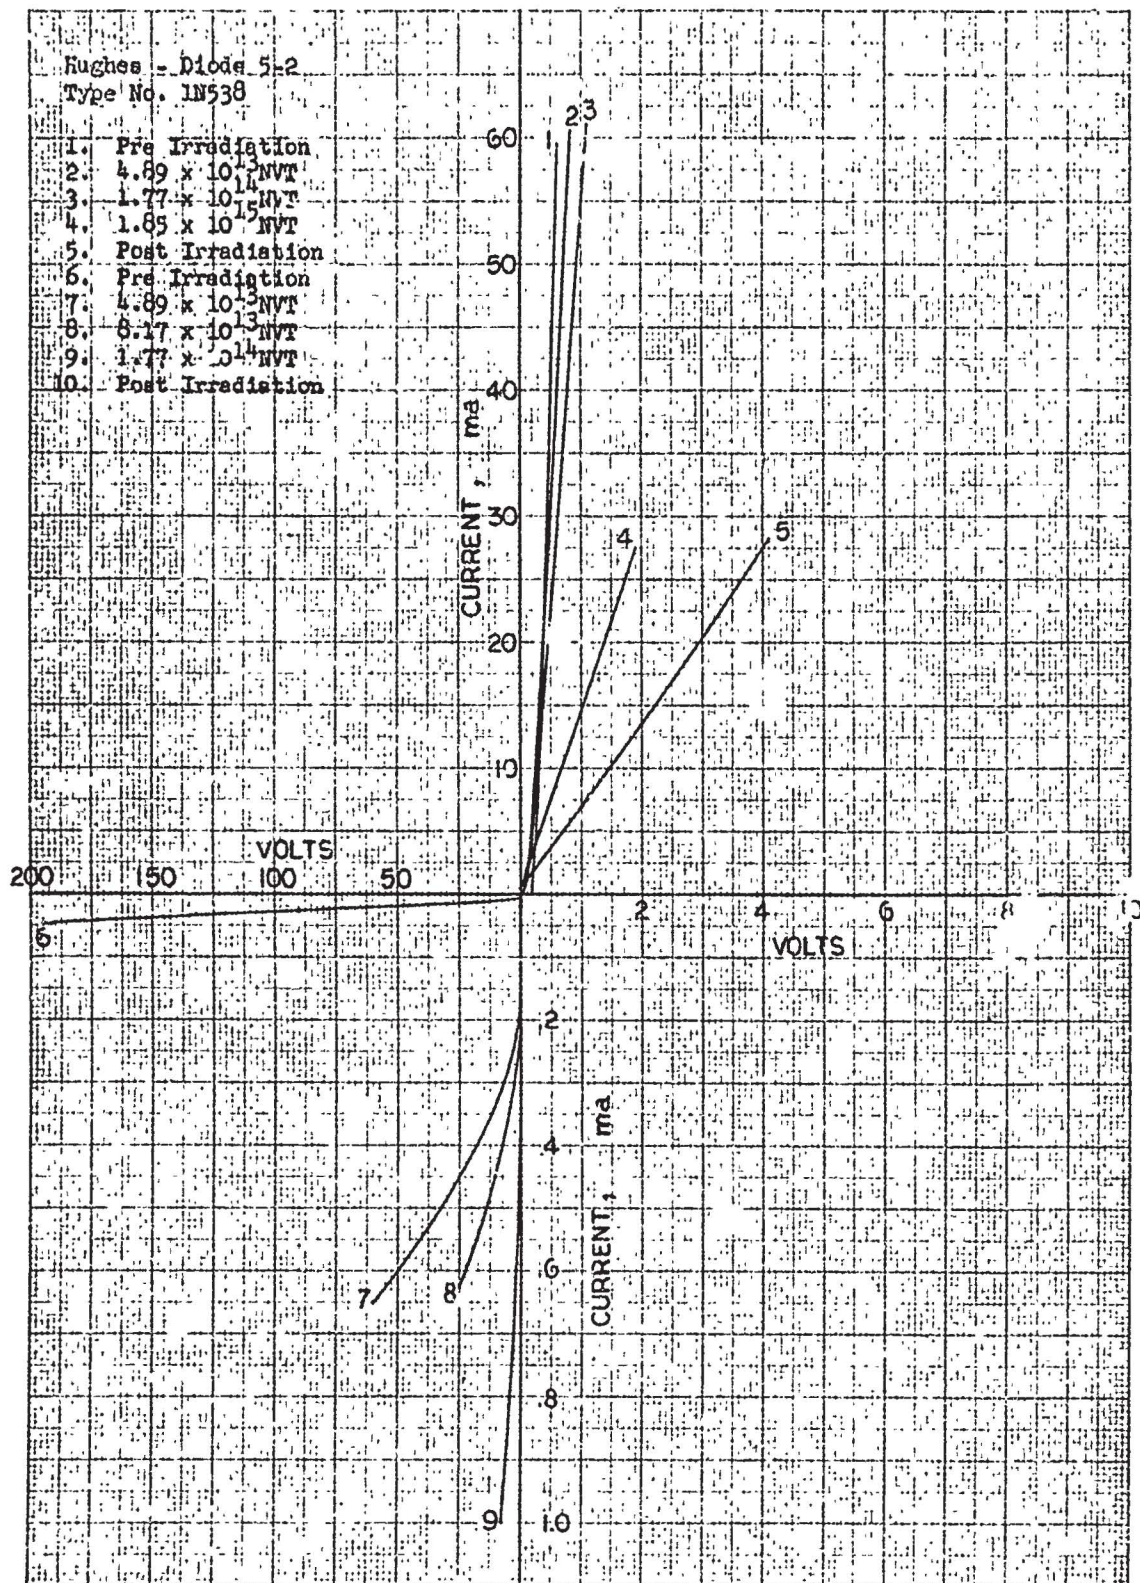 Hughes - Diode 5-2
Type No. 1N538
1. Pre Irradiation
2. 4.89 x 10^13 NVT
3. 1.77 x 10^14 NVT
4. 1.85 x 10^15 NVT
5. Post Irradiation
6. Pre Irradiation
7. 4.89 x 10^13 NVT
8. 8.17 x 10^13 NVT
9. 1.77 x 10^14 NVT
10. Post Irradiation
1 2 3
60
50
40
30
20
10
CURRENT, ma
4
5
VOLTS
200 150 100 50
2 4 6 8 10
VOLTS
6
2
4
6
8
10
CURRENT, ma
7
8
9